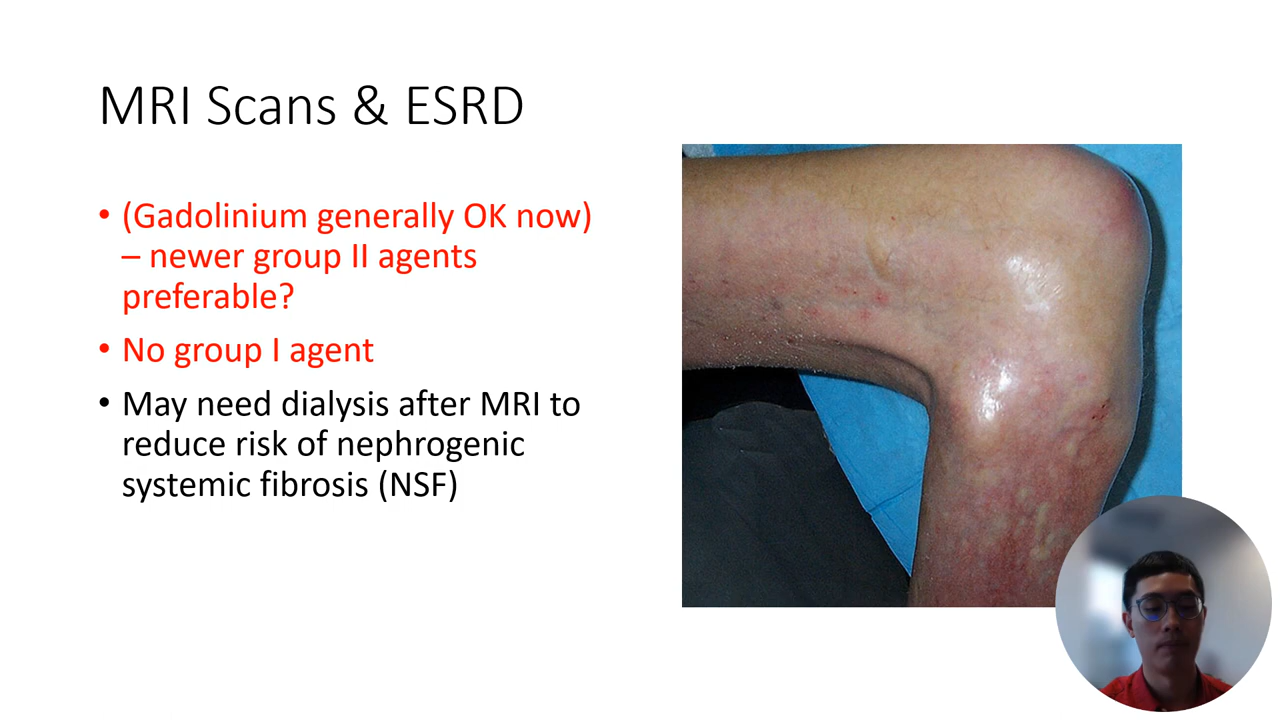 MRI Scans & ESRD
• (Gadolinium generally OK now)
– newer group II agents
preferable?
• No group I agent
• May need dialysis after MRI to
reduce risk of nephrogenic
systemic fibrosis (NSF)